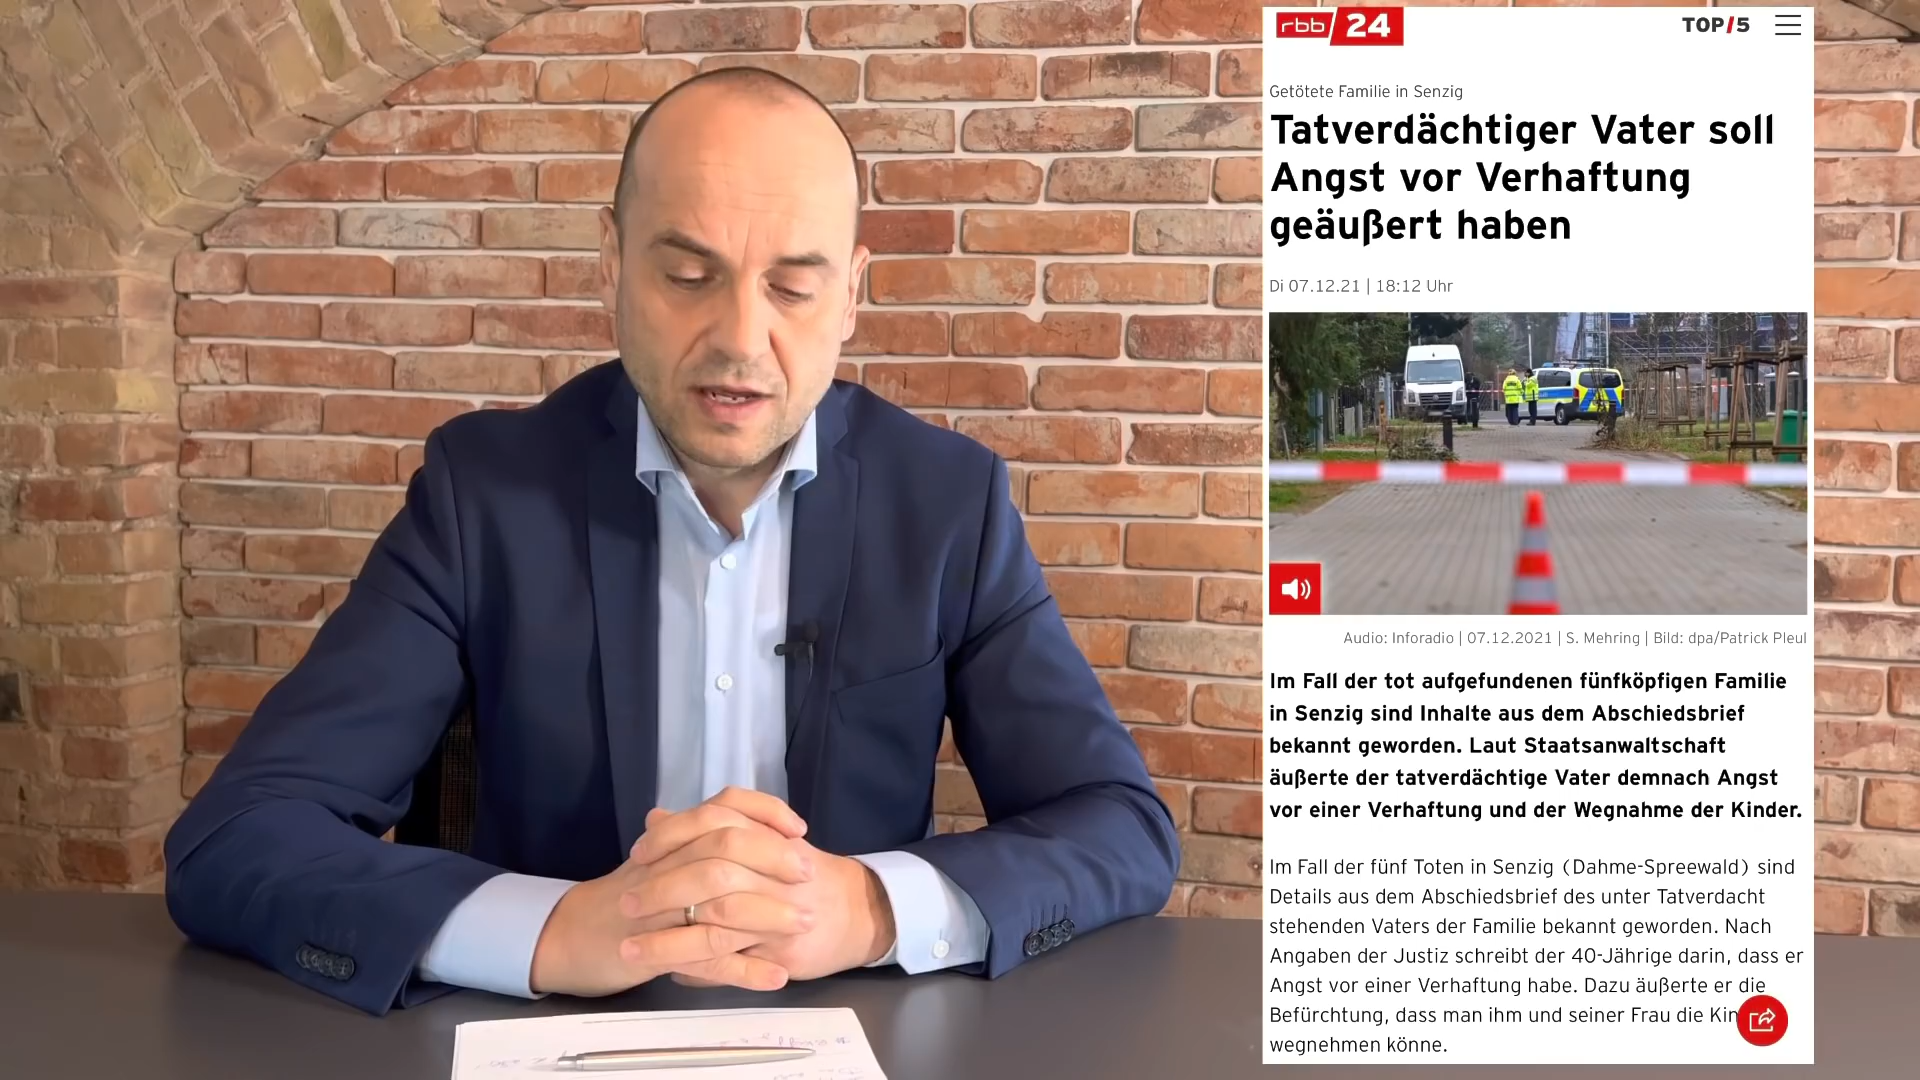 rbb 24
TOP/5
Getötete Familie in Senzig
Tatverdächtiger Vater soll
Angst vor Verhaftung
geäußert haben
Di 07.12.21 | 18:12 Uhr
Audio: Inforadio | 07.12.2021 | S. Mehring | Bild: dpa/Patrick Pleul
Im Fall der tot aufgefundenen fünfköpfigen Familie
in Senzig sind Inhalte aus dem Abschiedsbrief
bekannt geworden. Laut Staatsanwaltschaft
äußerte der tatverdächtige Vater demnach Angst
vor einer Verhaftung und der Wegnahme der Kinder.
Im Fall der fünf Toten in Senzig (Dahme-Spreewald) sind
Details aus dem Abschiedsbrief des unter Tatverdacht
stehenden Vaters der Familie bekannt geworden. Nach
Angaben der Justiz schreibt der 40-Jährige darin, dass er
Angst vor einer Verhaftung habe. Dazu äußerte er die
Befürchtung, dass man ihm und seiner Frau die
wegnehmen könne.